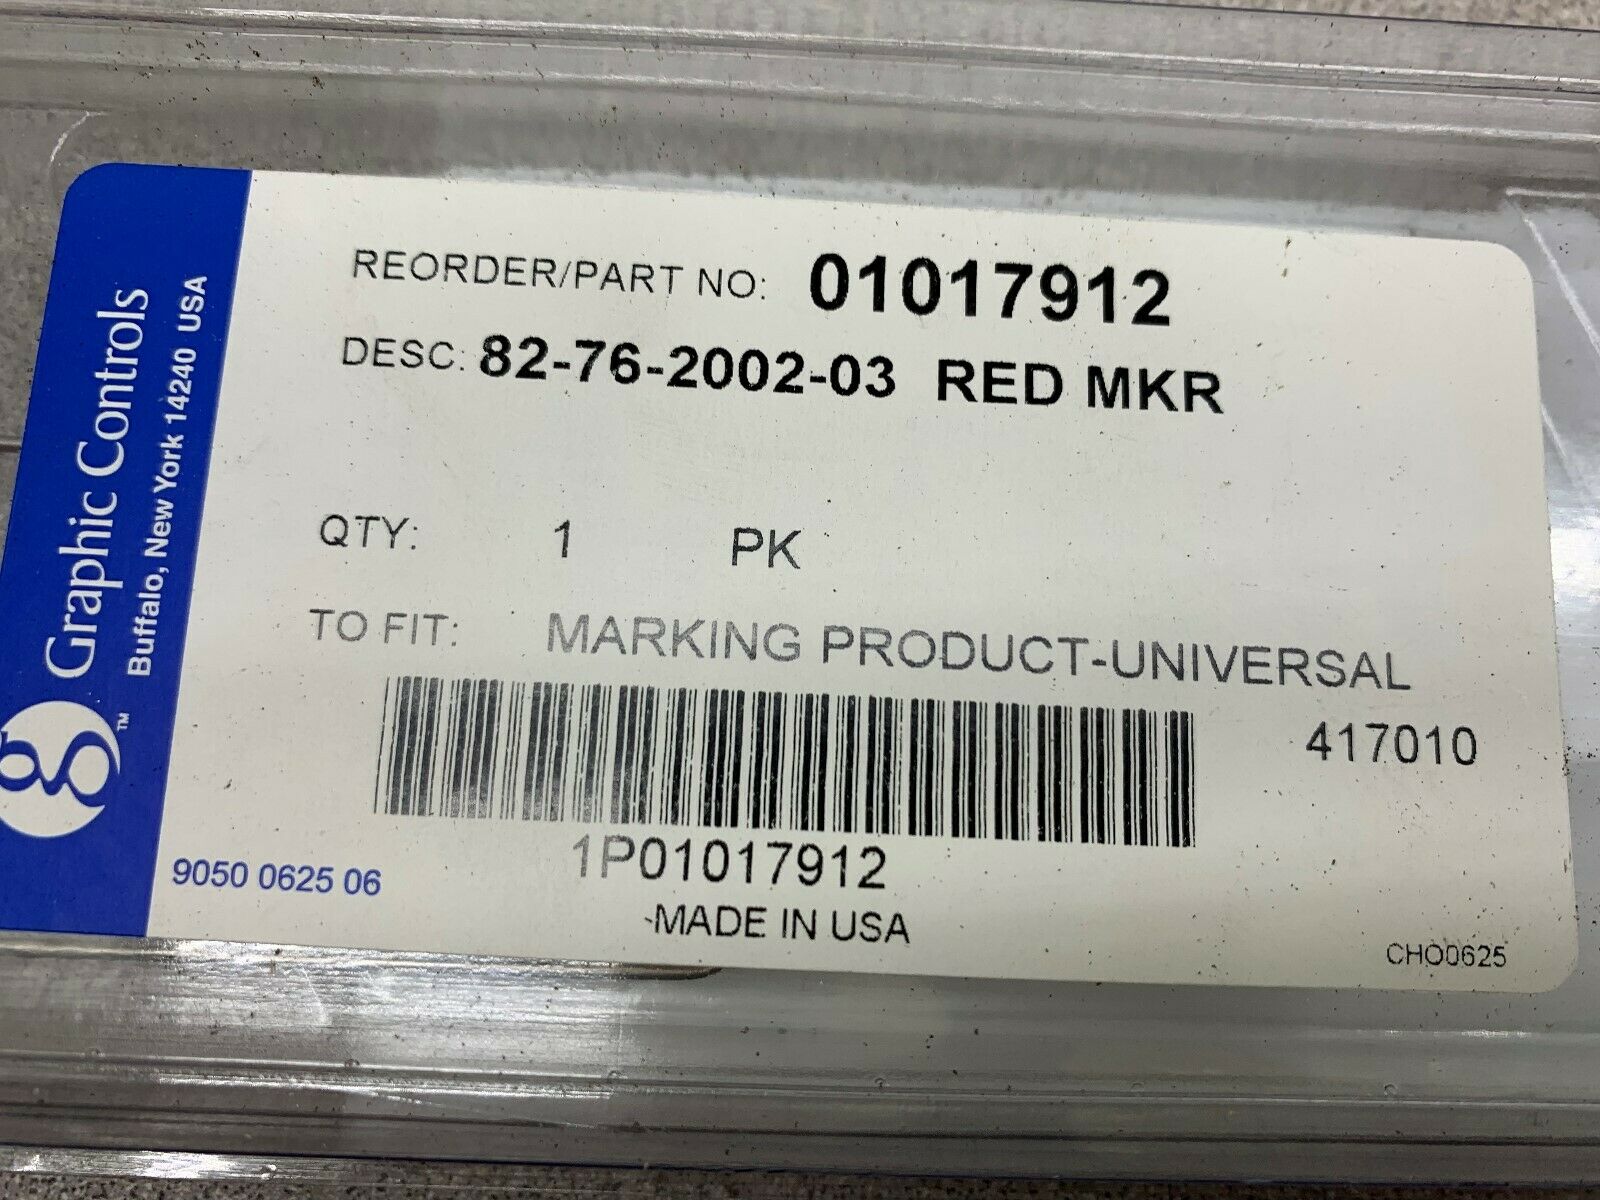 Graphic Controls
Buffalo, New York 14240 USA
g™
REORDER/PART NO: 01017912
DESC: 82-76-2002-03 RED MKR
QTY: 1 PK
TO FIT: MARKING PRODUCT-UNIVERSAL
417010
1P01017912
9050 0625 06
-MADE IN USA
CHO0625